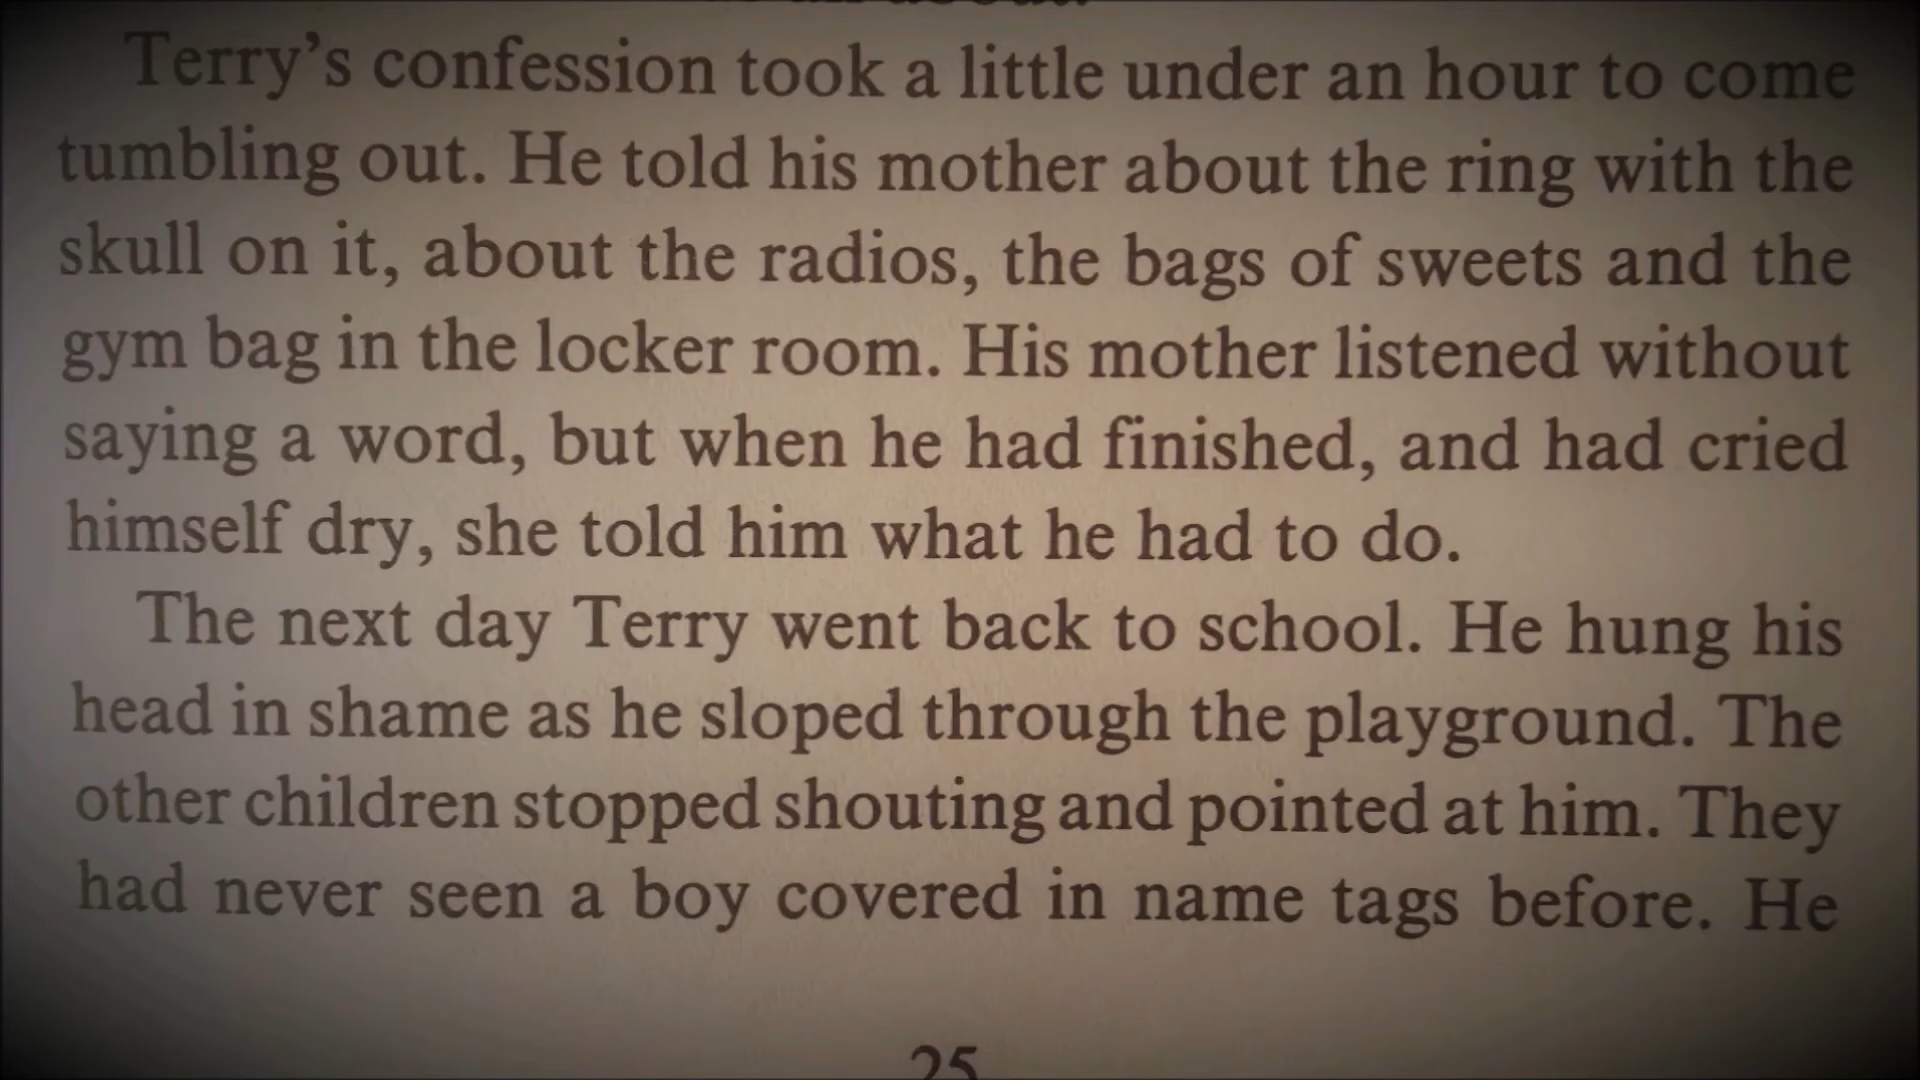 Terry's confession took a little under an hour to come
tumbling out. He told his mother about the ring with the
skull on it, about the radios, the bags of sweets and the
gym bag in the locker room. His mother listened without
saying a word, but when he had finished, and had cried
himself dry, she told him what he had to do.
The next day Terry went back to school. He hung his
head in shame as he sloped through the playground. The
other children stopped shouting and pointed at him. They
had never seen a boy covered in name tags before. He
25